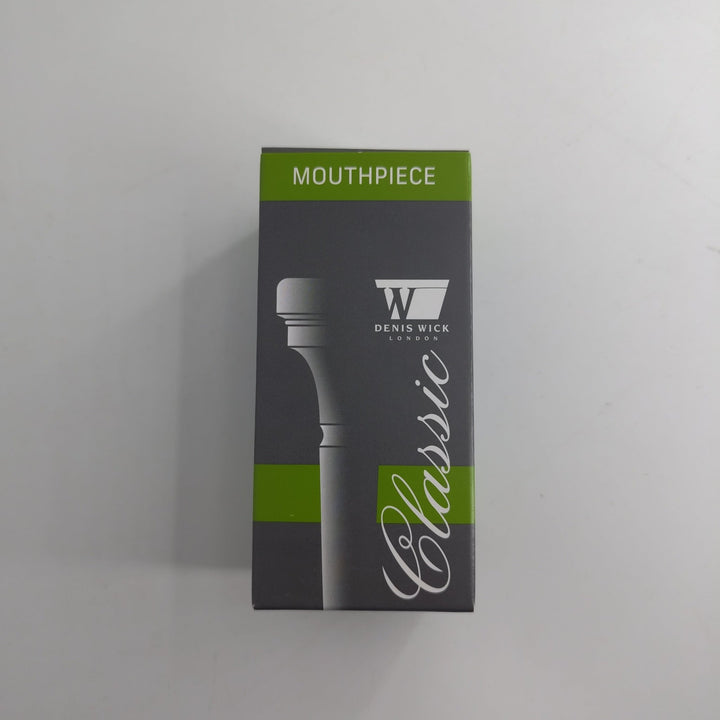 MOUTHPIECE
W
DENIS WICK
LONDON
Classic